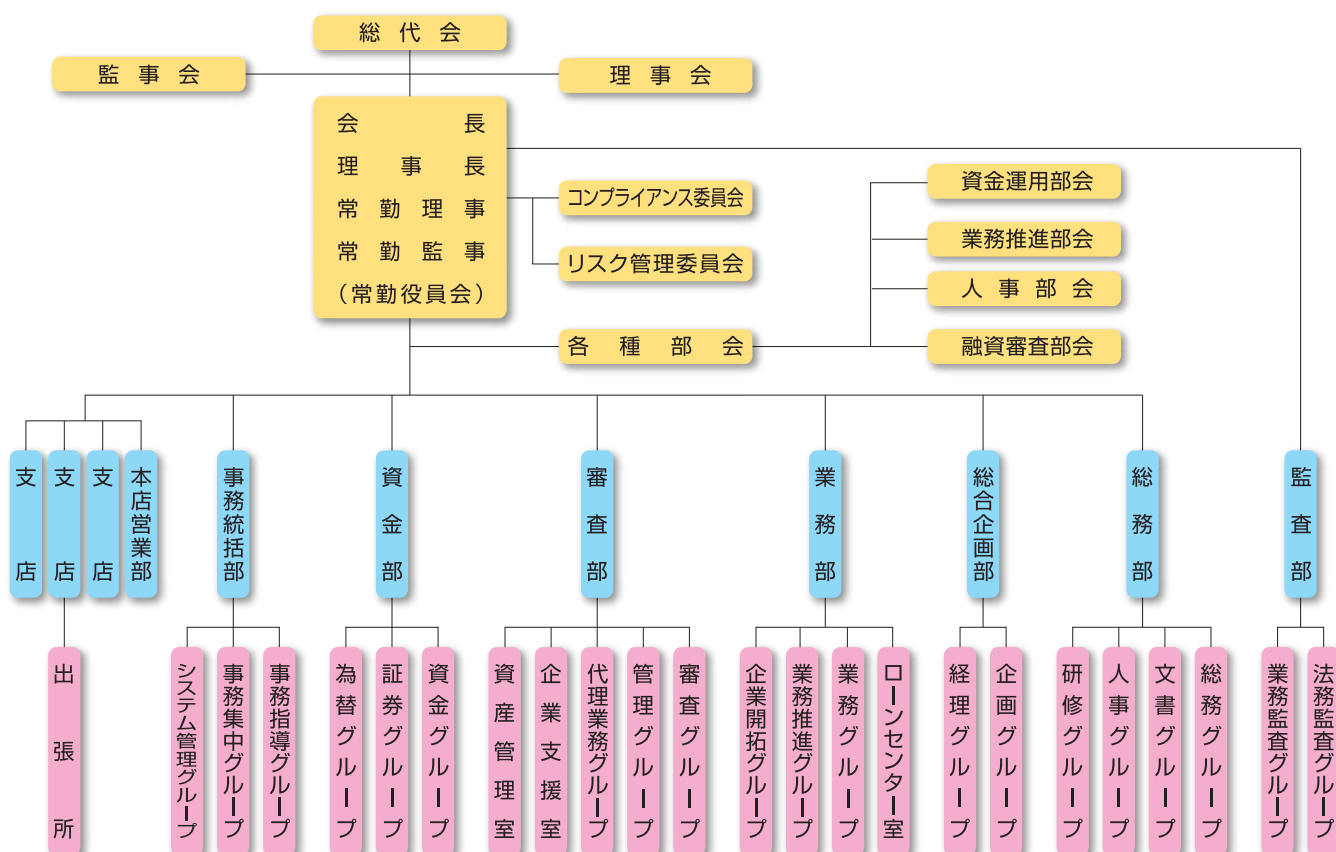 総代会
監事会
理事会
会長
理事長
常勤理事
常勤監事
（常勤役員会）
コンプライアンス委員会
リスク管理委員会
各種部会
資金運用部会
業務推進部会
人事部会
融資審査部会
支店
支店
支店
本店営業部
事務統括部
資金部
審査部
業務部
総合企画部
総務部
監査部
出張所
システム管理グループ
事務集中グループ
事務指導グループ
為替グループ
証券グループ
資金グループ
資産管理室
企業支援室
代理業務グループ
管理グループ
審査グループ
企業開拓グループ
業務推進グループ
業務グループ
ローンセンター室
経理グループ
企画グループ
研修グループ
人事グループ
文書グループ
総務グループ
業務監査グループ
法務監査グループ